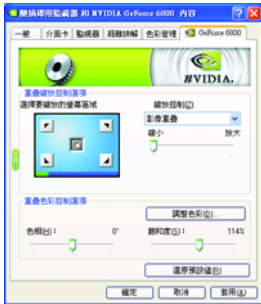 隨插即用監視器 和 NVIDIA GeForce 6800 內容
一般 介面卡 監視器 疑難排解 色彩管理 GeForce 6800
NVIDIA.
重疊縮放控制選項
選擇要縮放的螢幕區域
縮放控制(Z)
影像重疊
縮小 放大
重疊色彩控制選項
調整色彩(D)...
色相(H): 0° 飽和度(S): 114%
還原預設值(R)
確定 取消 套用(A)